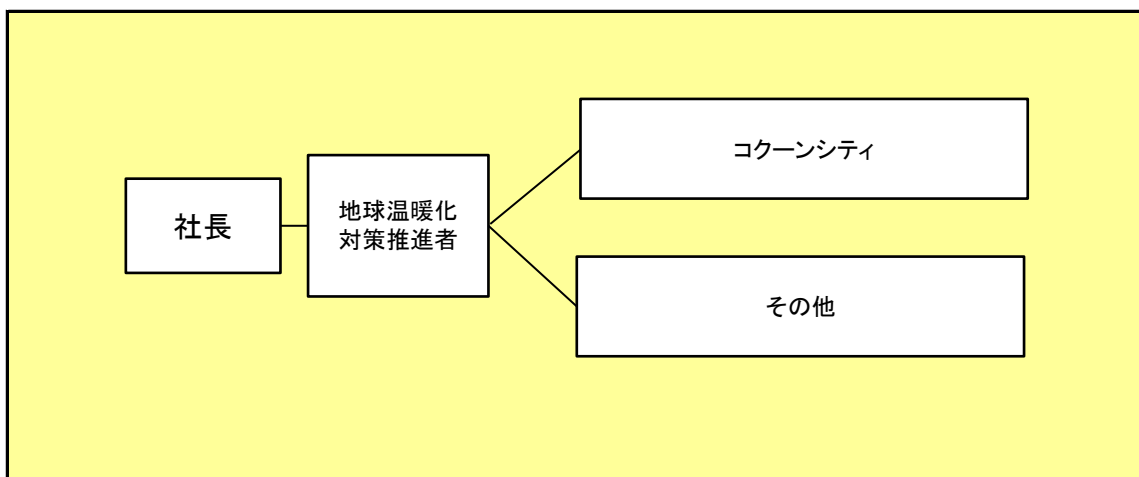 社長
地球温暖化
対策推進者
コクーンシティ
その他